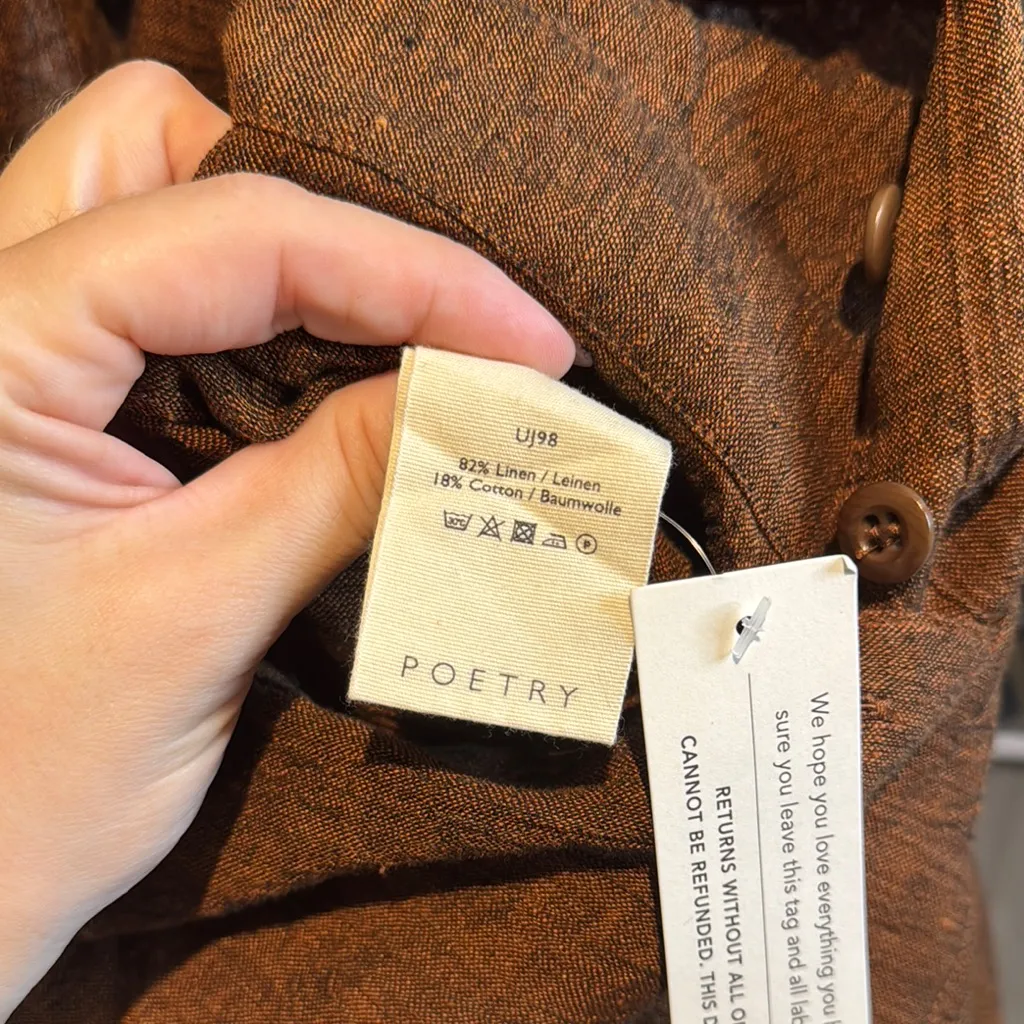 UJ98
82% Linen / Leinen
18% Cotton / Baumwolle
P
POETRY
We hope you love everything you
sure you leave this tag and all
RETURNS WITHOUT ALL
CANNOT BE REFUNDED. THIS